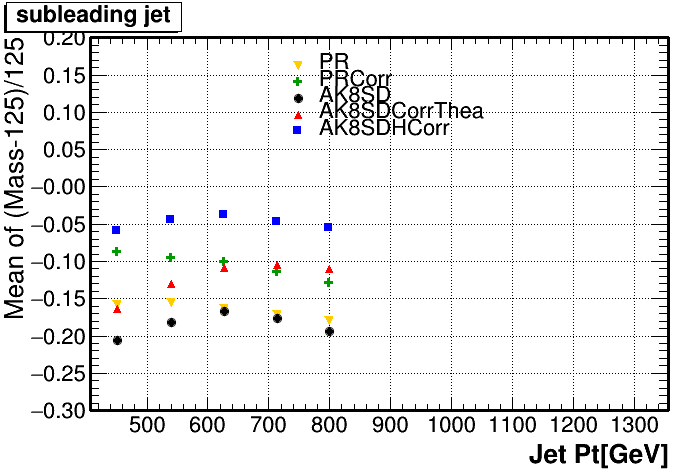 subleading jet
Mean of (Mass-125)/125
0.20
0.15
0.10
0.05
−0.00
−0.05
−0.10
−0.15
−0.20
−0.25
−0.30
PR
PRCorr
AK8SD
AK8SDCorrThea
AK8SDHCorr
500 600 700 800 900 1000 1100 1200 1300
Jet Pt[GeV]